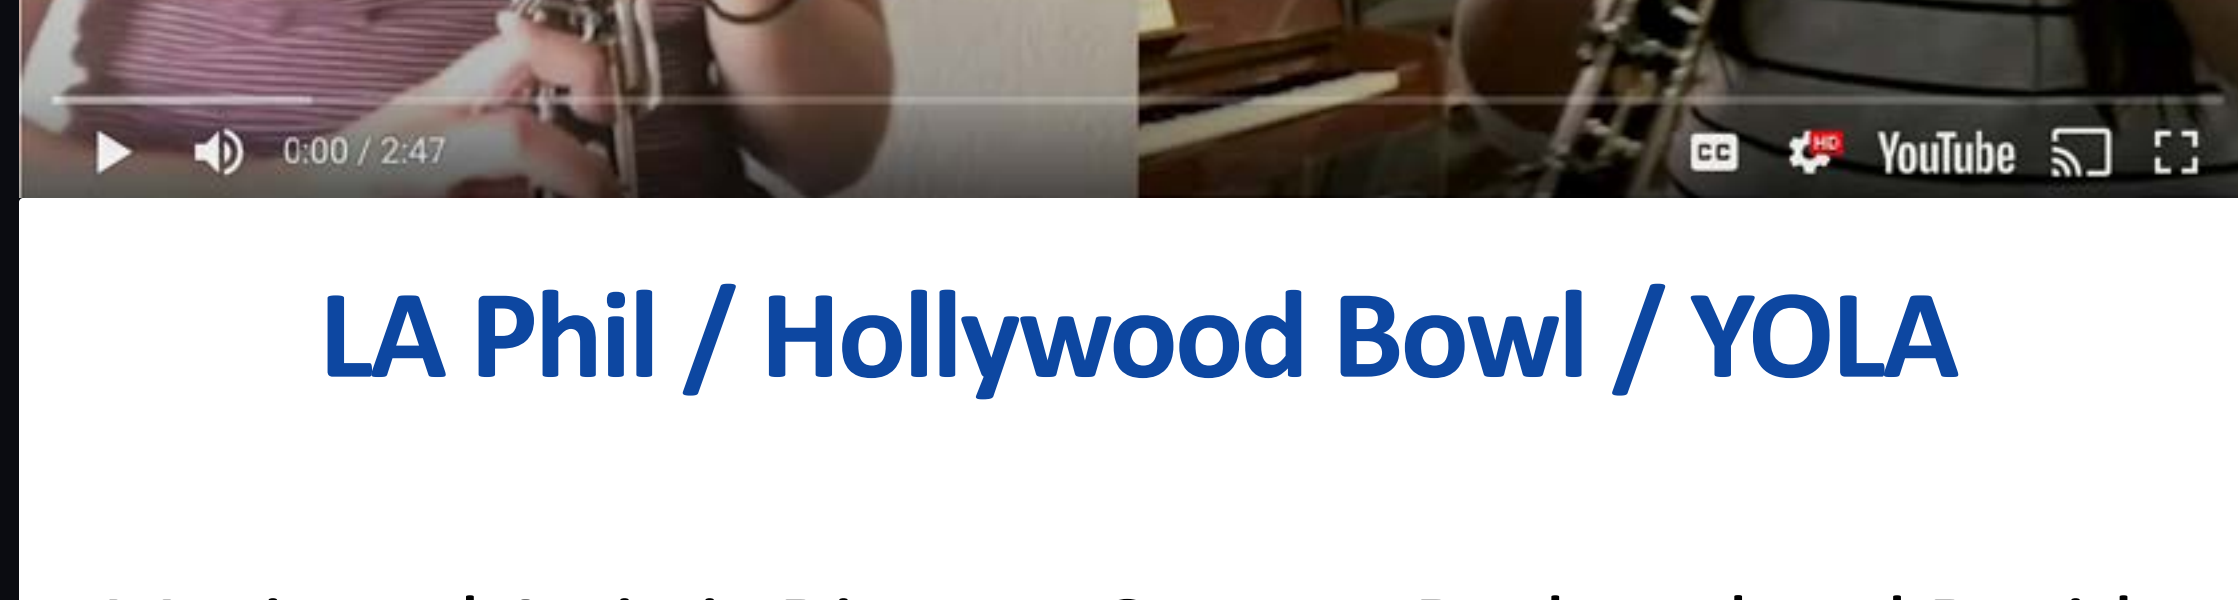 0:00 / 2:47 CC HD YouTube
LA Phil / Hollywood Bowl / YOLA